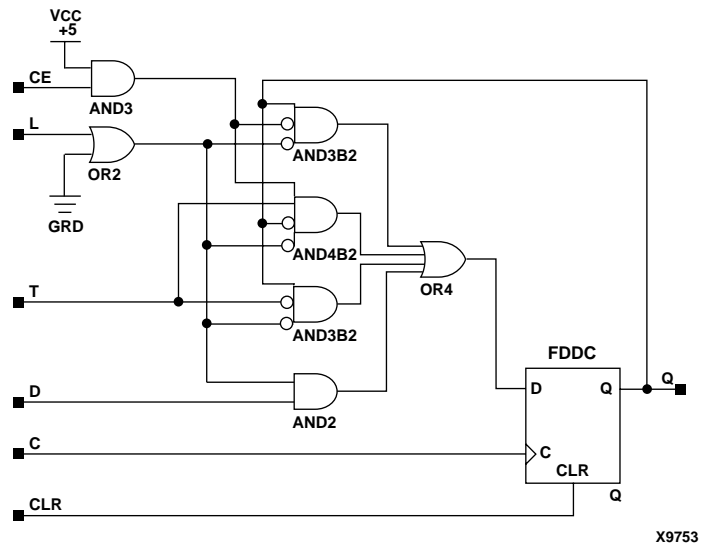 VCC
+5
CE
AND3
L
OR2
GRD
AND3B2
AND4B2
OR4
T
AND3B2
FDDC
D
AND2
D
Q
Q
C
C
CLR
Q
CLR
X9753